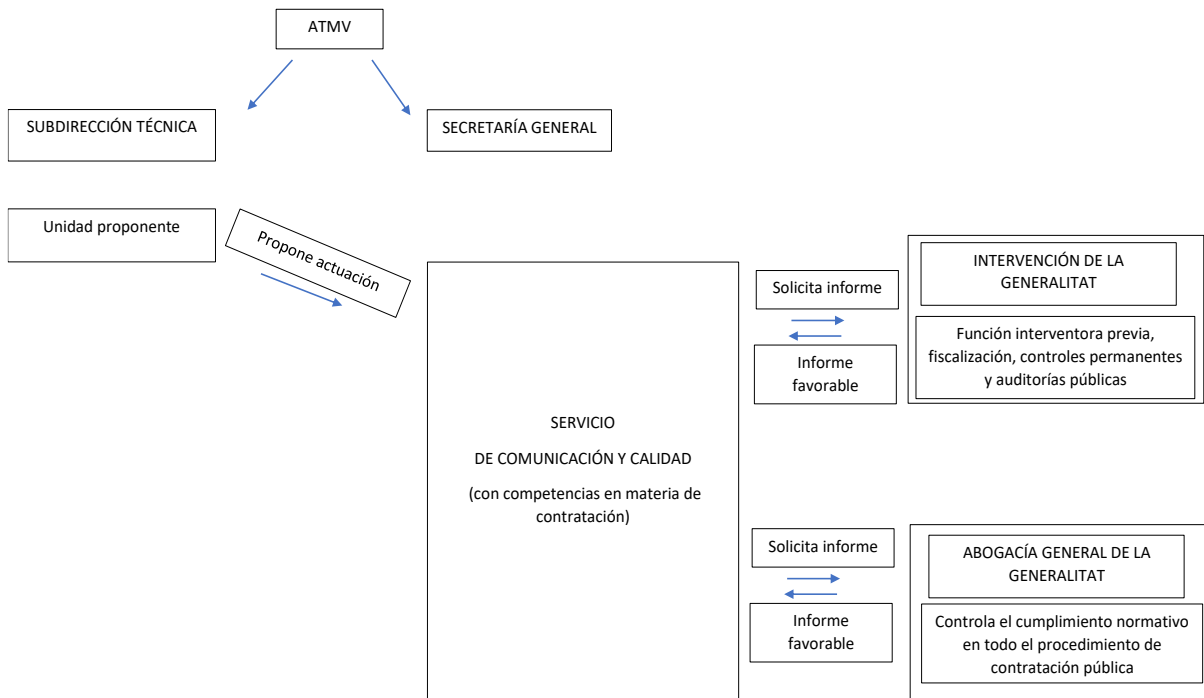 ATMV
SUBDIRECCIÓN TÉCNICA
SECRETARÍA GENERAL
Unidad proponente
Propone actuación
SERVICIO
DE COMUNICACIÓN Y CALIDAD
(con competencias en materia de
contratación)
Solicita informe
Informe
favorable
INTERVENCIÓN DE LA
GENERALITAT
Función interventora previa,
fiscalización, controles permanentes
y auditorías públicas
Solicita informe
Informe
favorable
ABOGACÍA GENERAL DE LA
GENERALITAT
Controla el cumplimiento normativo
en todo el procedimiento de
contratación pública